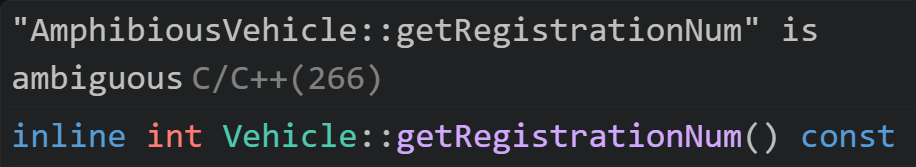 "AmphibiousVehicle::getRegistrationNum" is
ambiguous C/C++(266)
inline int Vehicle::getRegistrationNum() const